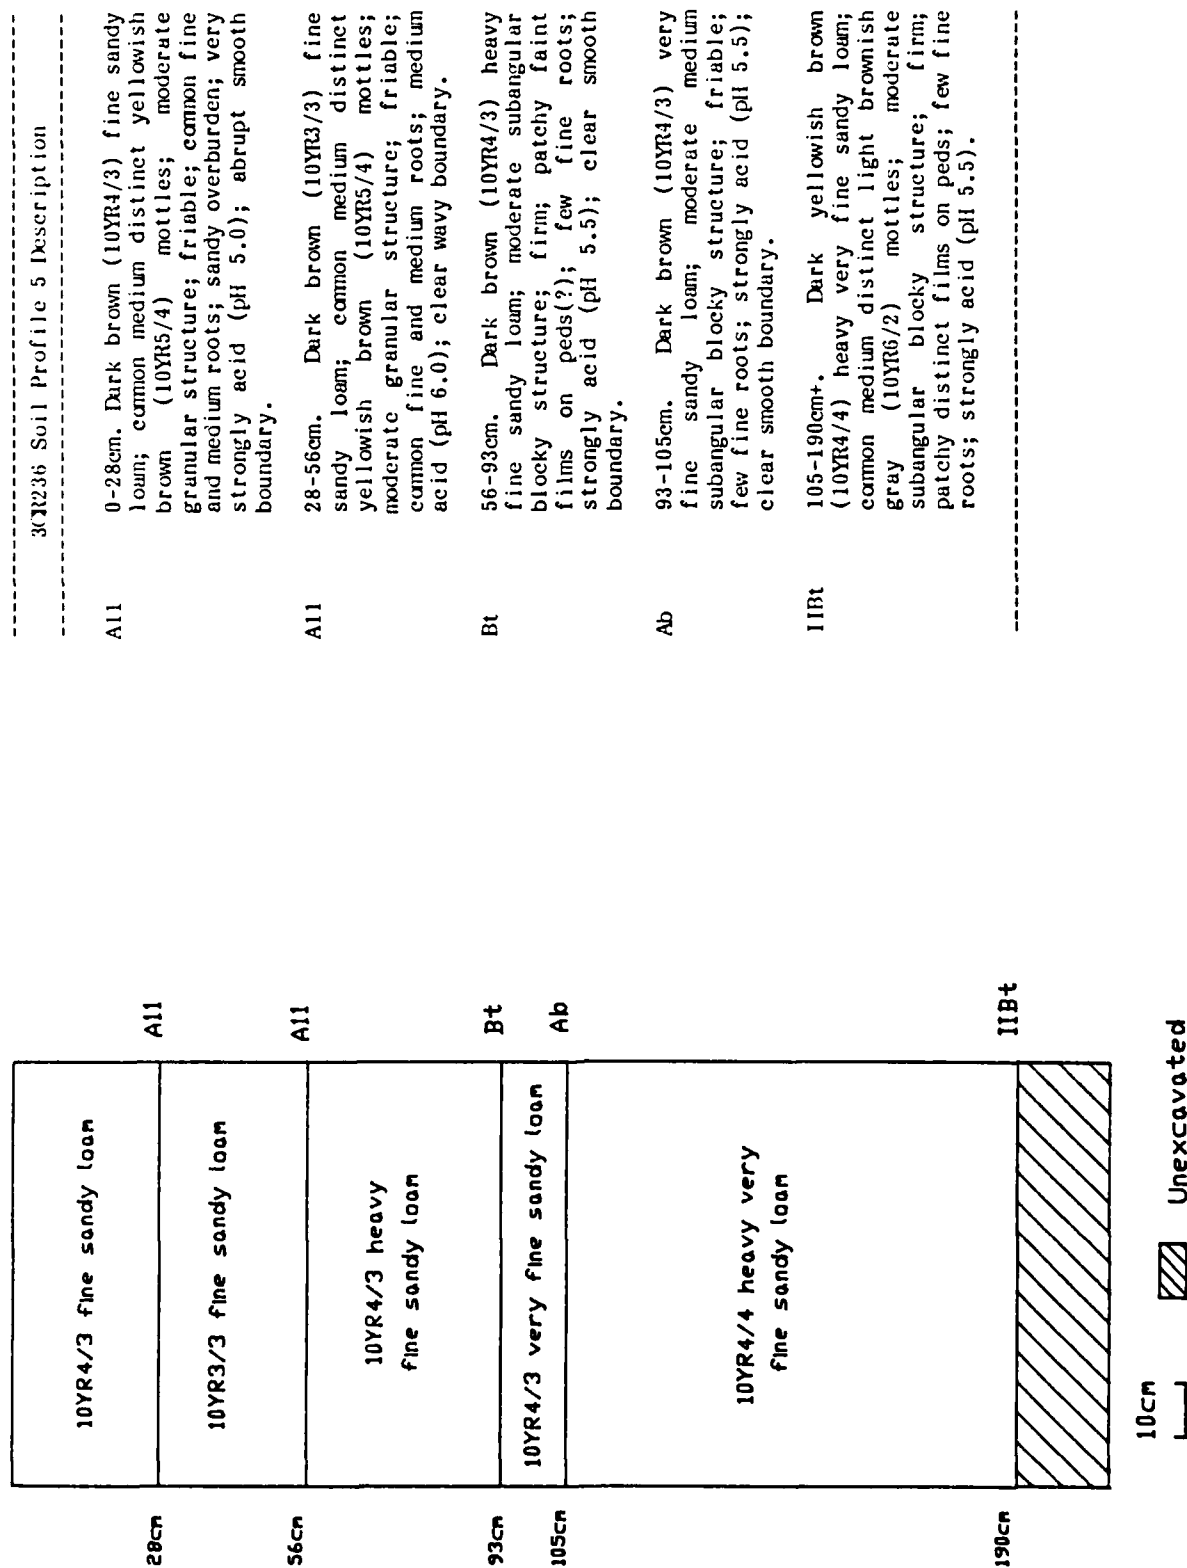 3CR236 Soil Profile 5 Description
A11 0-28cm. Dark brown (10YR4/3) fine sandy
loam; common medium distinct yellowish
brown (10YR5/4) mottles; moderate
granular structure; friable; common fine
and medium roots; sandy overburden; very
strongly acid (pH 5.0); abrupt smooth
boundary.
A11 28-56cm. Dark brown (10YR3/3) fine
sandy loam; common medium distinct
yellowish brown (10YR5/4) mottles;
moderate granular structure; friable;
common fine and medium roots; medium
acid (pH 6.0); clear wavy boundary.
Bt 56-93cm. Dark brown (10YR4/3) heavy
fine sandy loam; moderate subangular
blocky structure; firm; patchy faint
films on peds(?); few fine roots;
strongly acid (pH 5.5); clear smooth
boundary.
Ab 93-105cm. Dark brown (10YR4/3) very
fine sandy loam; moderate medium
subangular blocky structure; friable;
few fine roots; strongly acid (pH 5.5);
clear smooth boundary.
IIBt 105-190cm+. Dark yellowish brown
(10YR4/4) heavy very fine sandy loam;
common medium distinct light brownish
gray (10YR6/2) mottles; moderate
subangular blocky structure; firm;
patchy distinct films on peds; few fine
roots; strongly acid (pH 5.5).
10YR4/3 fine sandy loam
28cm
A11
10YR3/3 fine sandy loam
56cm
A11
10YR4/3 heavy
fine sandy loam
93cm
Bt
10YR4/3 very fine sandy loam
105cm
Ab
10YR4/4 heavy very
fine sandy loam
190cm
IIBt
10cm
Unexcavated